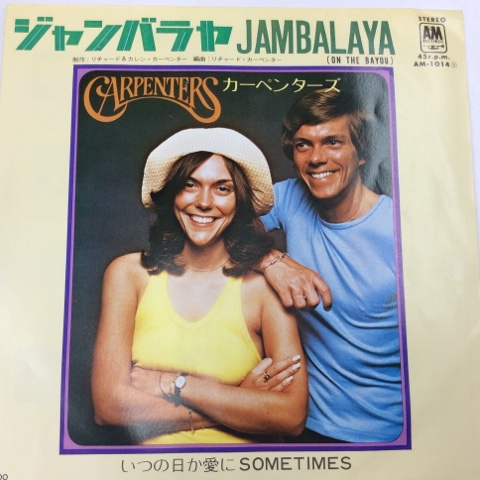 ジャンバラヤ JAMBALAYA
(ON THE BAYOU)
制作：リチャード&カレン・カーペンター 編曲：リチャード・カーペンター
STEREO
AM
45r.p.m.
AM-1014
CARPENTERS カーペンターズ
いつの日か愛に SOMETIMES